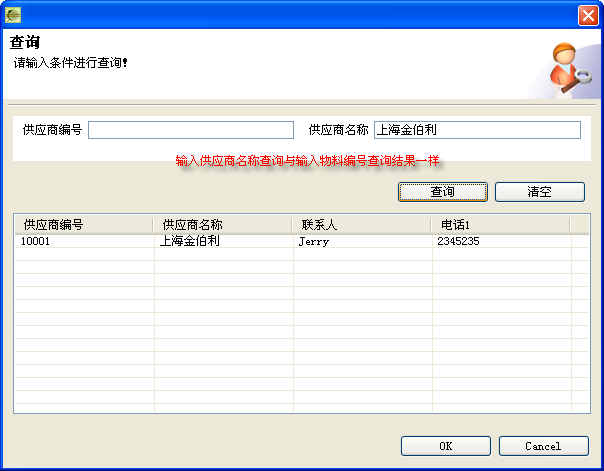 查询
请输入条件进行查询!
供应商编号 供应商名称 上海金伯利
输入供应商名称查询与输入物料编号查询结果一样
查询 清空
供应商编号 供应商名称 联系人 电话1
10001 上海金伯利 Jerry 2345235
OK Cancel